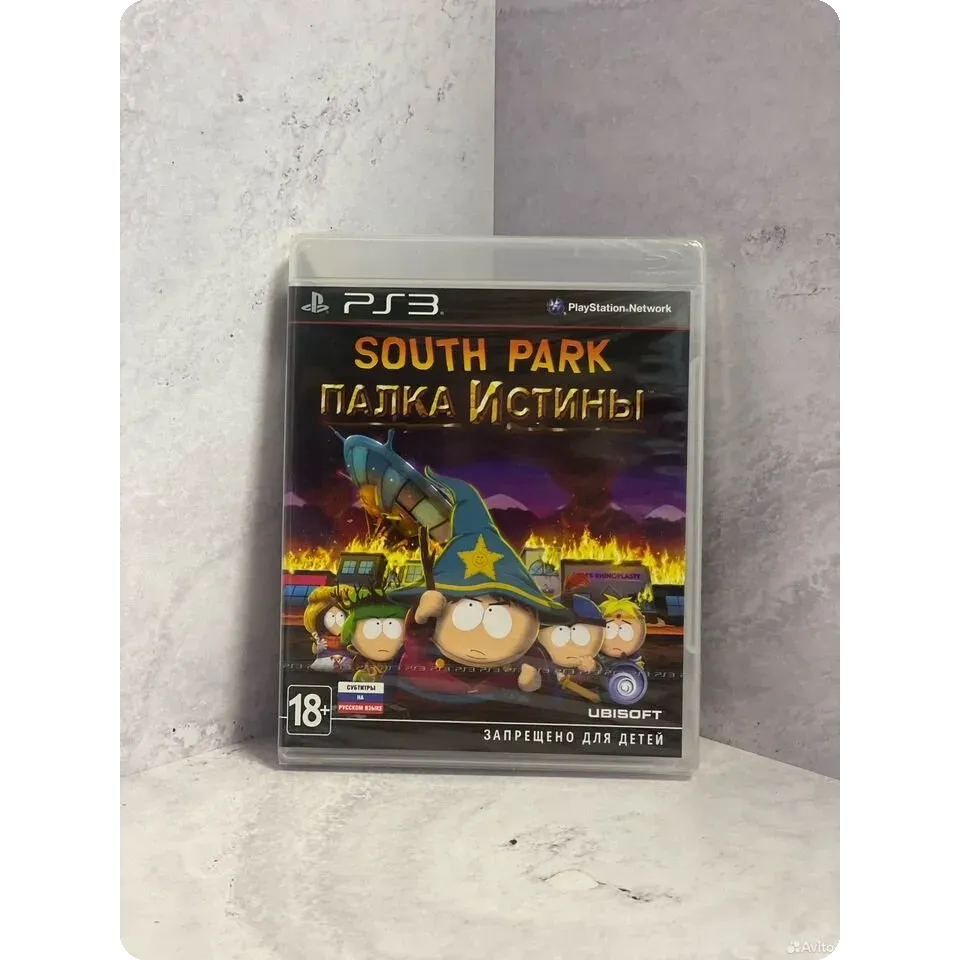 PS3
PlayStation Network
SOUTH PARK
ПАЛКА ИСТИНЫ
18+
СУБТИТРЫ
НА
РУССКОМ ЯЗЫКЕ
UBISOFT
ЗАПРЕЩЕНО ДЛЯ ДЕТЕЙ
Avito